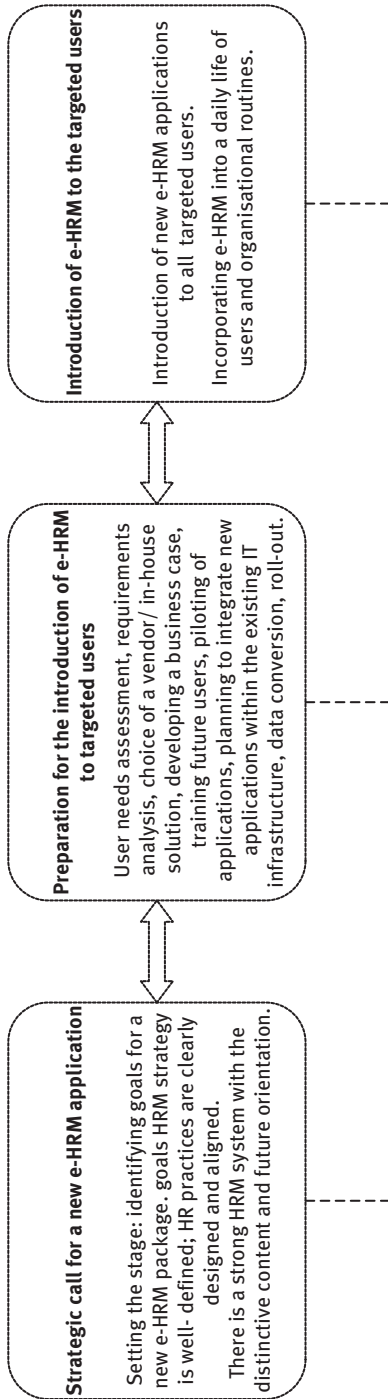 Strategic call for a new e-HRM application
Setting the stage: identifying goals for a
new e-HRM package. goals HRM strategy
is well- defined; HR practices are clearly
designed and aligned.
There is a strong HRM system with the
distinctive content and future orientation.
Preparation for the introduction of e-HRM
to targeted users
User needs assessment, requirements
analysis, choice of a vendor/ in-house
solution, developing a business case,
training future users, piloting of
applications, planning to integrate new
applications within the existing IT
infrastructure, data conversion, roll-out.
Introduction of e-HRM to the targeted users
Introduction of new e-HRM applications
to all targeted users.
Incorporating e-HRM into a daily life of
users and organisational routines.